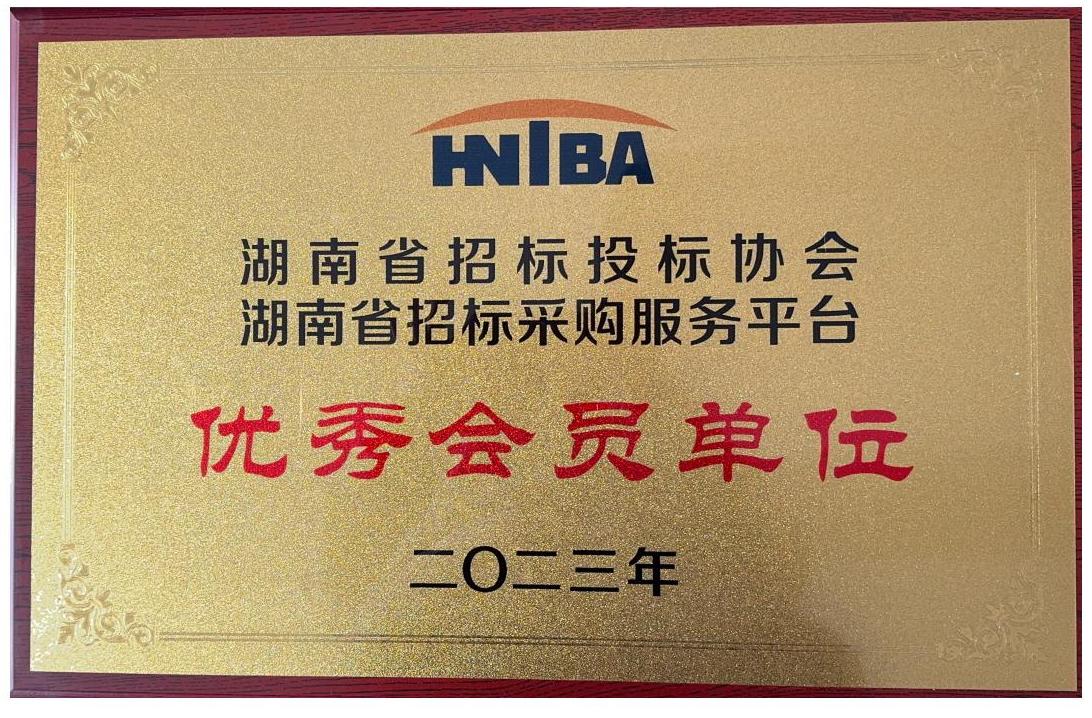 HNIBA
湖南省招标投标协会
湖南省招标采购服务平台
优秀会员单位
二〇二三年